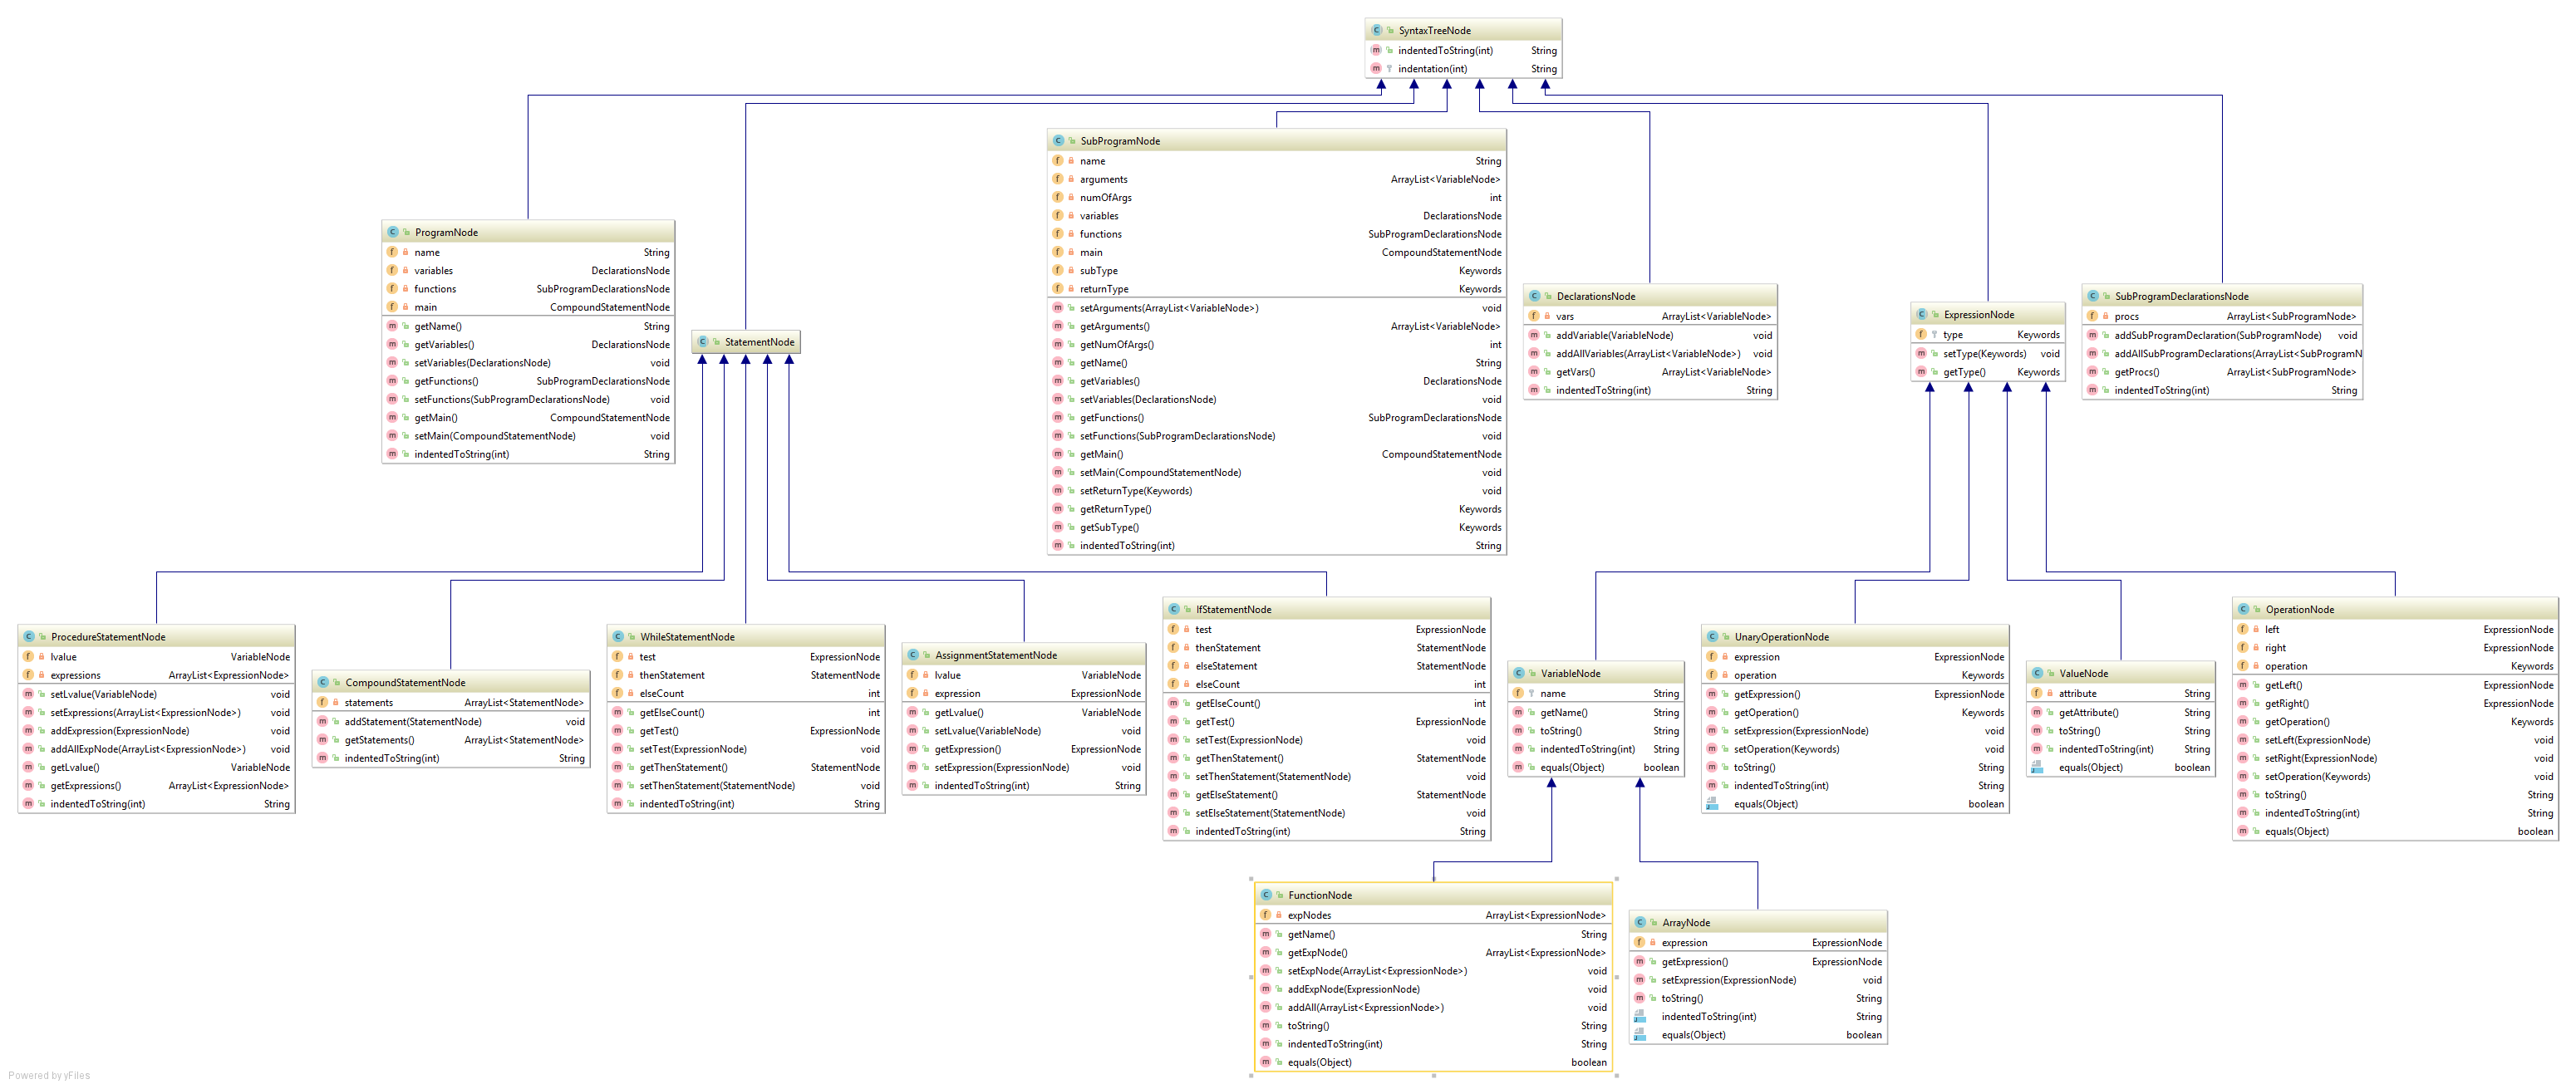 SyntaxTreeNode
indentedToString(int) String
indentation(int) String
SubProgramNode
name String
arguments ArrayList<VariableNode>
numOfArgs int
variables DeclarationsNode
functions SubProgramDeclarationsNode
main CompoundStatementNode
subType Keywords
returnType Keywords
setArguments(ArrayList<VariableNode>) void
getArguments() ArrayList<VariableNode>
getNumOfArgs() int
getName() String
getVariables() DeclarationsNode
setVariables(DeclarationsNode) void
getFunctions() SubProgramDeclarationsNode
setFunctions(SubProgramDeclarationsNode) void
getMain() CompoundStatementNode
setMain(CompoundStatementNode) void
setReturnType(Keywords) void
getReturnType() Keywords
getSubType() Keywords
indentedToString(int) String
ProgramNode
name String
variables DeclarationsNode
functions SubProgramDeclarationsNode
main CompoundStatementNode
getName() String
getVariables() DeclarationsNode
setVariables(DeclarationsNode) void
getFunctions() SubProgramDeclarationsNode
setFunctions(SubProgramDeclarationsNode) void
getMain() CompoundStatementNode
setMain(CompoundStatementNode) void
indentedToString(int) String
StatementNode
DeclarationsNode
vars ArrayList<VariableNode>
addVariable(VariableNode) void
addAllVariables(ArrayList<VariableNode>) void
getVars() ArrayList<VariableNode>
indentedToString(int) String
ExpressionNode
type Keywords
setType(Keywords) void
getType() Keywords
SubProgramDeclarationsNode
procs ArrayList<SubProgramNode>
addSubProgramDeclaration(SubProgramNode) void
addAllSubProgramDeclarations(ArrayList<SubProgramN
getProcs() ArrayList<SubProgramNode>
indentedToString(int) String
ProcedureStatementNode
lvalue VariableNode
expressions ArrayList<ExpressionNode>
setLvalue(VariableNode) void
setExpressions(ArrayList<ExpressionNode>) void
addExpression(ExpressionNode) void
addAllExpNode(ArrayList<ExpressionNode>) void
getLvalue() VariableNode
getExpressions() ArrayList<ExpressionNode>
indentedToString(int) String
CompoundStatementNode
statements ArrayList<StatementNode>
addStatement(StatementNode) void
getStatements() ArrayList<StatementNode>
indentedToString(int) String
WhileStatementNode
test ExpressionNode
thenStatement StatementNode
elseCount int
getElseCount() int
getTest() ExpressionNode
setTest(ExpressionNode) void
getThenStatement() StatementNode
setThenStatement(StatementNode) void
indentedToString(int) String
AssignmentStatementNode
lvalue VariableNode
expression ExpressionNode
getLvalue() VariableNode
setLvalue(VariableNode) void
getExpression() ExpressionNode
setExpression(ExpressionNode) void
indentedToString(int) String
IfStatementNode
test ExpressionNode
thenStatement StatementNode
elseStatement StatementNode
elseCount int
getElseCount() int
getTest() ExpressionNode
setTest(ExpressionNode) void
getThenStatement() StatementNode
setThenStatement(StatementNode) void
getElseStatement() StatementNode
setElseStatement(StatementNode) void
indentedToString(int) String
VariableNode
name String
getName() String
toString() String
indentedToString(int) String
equals(Object) boolean
UnaryOperationNode
expression ExpressionNode
operation Keywords
getExpression() ExpressionNode
getOperation() Keywords
setExpression(ExpressionNode) void
setOperation(Keywords) void
toString() String
indentedToString(int) String
equals(Object) boolean
ValueNode
attribute String
getAttribute() String
toString() String
indentedToString(int) String
equals(Object) boolean
OperationNode
left ExpressionNode
right ExpressionNode
operation Keywords
getLeft() ExpressionNode
getRight() ExpressionNode
getOperation() Keywords
setLeft(ExpressionNode) void
setRight(ExpressionNode) void
setOperation(Keywords) void
toString() String
indentedToString(int) String
equals(Object) boolean
FunctionNode
expNodes ArrayList<ExpressionNode>
getName() String
getExpNode() ArrayList<ExpressionNode>
setExpNode(ArrayList<ExpressionNode>) void
addExpNode(ExpressionNode) void
addAll(ArrayList<ExpressionNode>) void
toString() String
indentedToString(int) String
equals(Object) boolean
ArrayNode
expression ExpressionNode
getExpression() ExpressionNode
setExpression(ExpressionNode) void
toString() String
indentedToString(int) String
equals(Object) boolean
Powered by yFiles